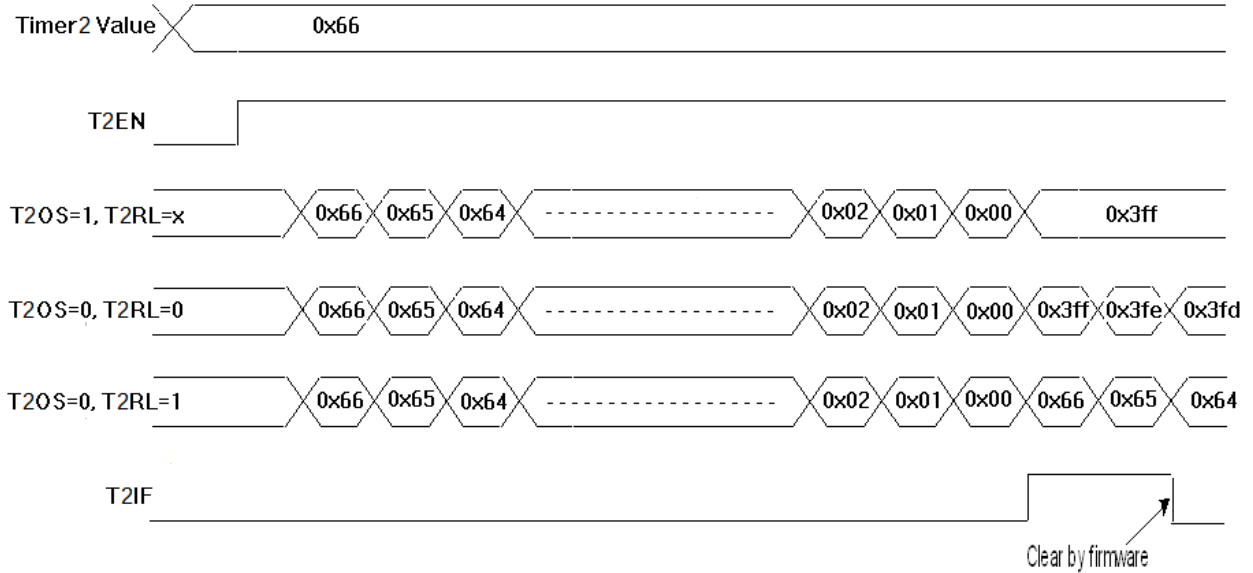 Timer2 Value 0x66
T2EN
T2OS=1, T2RL=x 0x66 0x65 0x64 0x02 0x01 0x00 0x3ff
T2OS=0, T2RL=0 0x66 0x65 0x64 0x02 0x01 0x00 0x3ff 0x3fe 0x3fd
T2OS=0, T2RL=1 0x66 0x65 0x64 0x02 0x01 0x00 0x66 0x65 0x64
T2IF
Clear by firmware